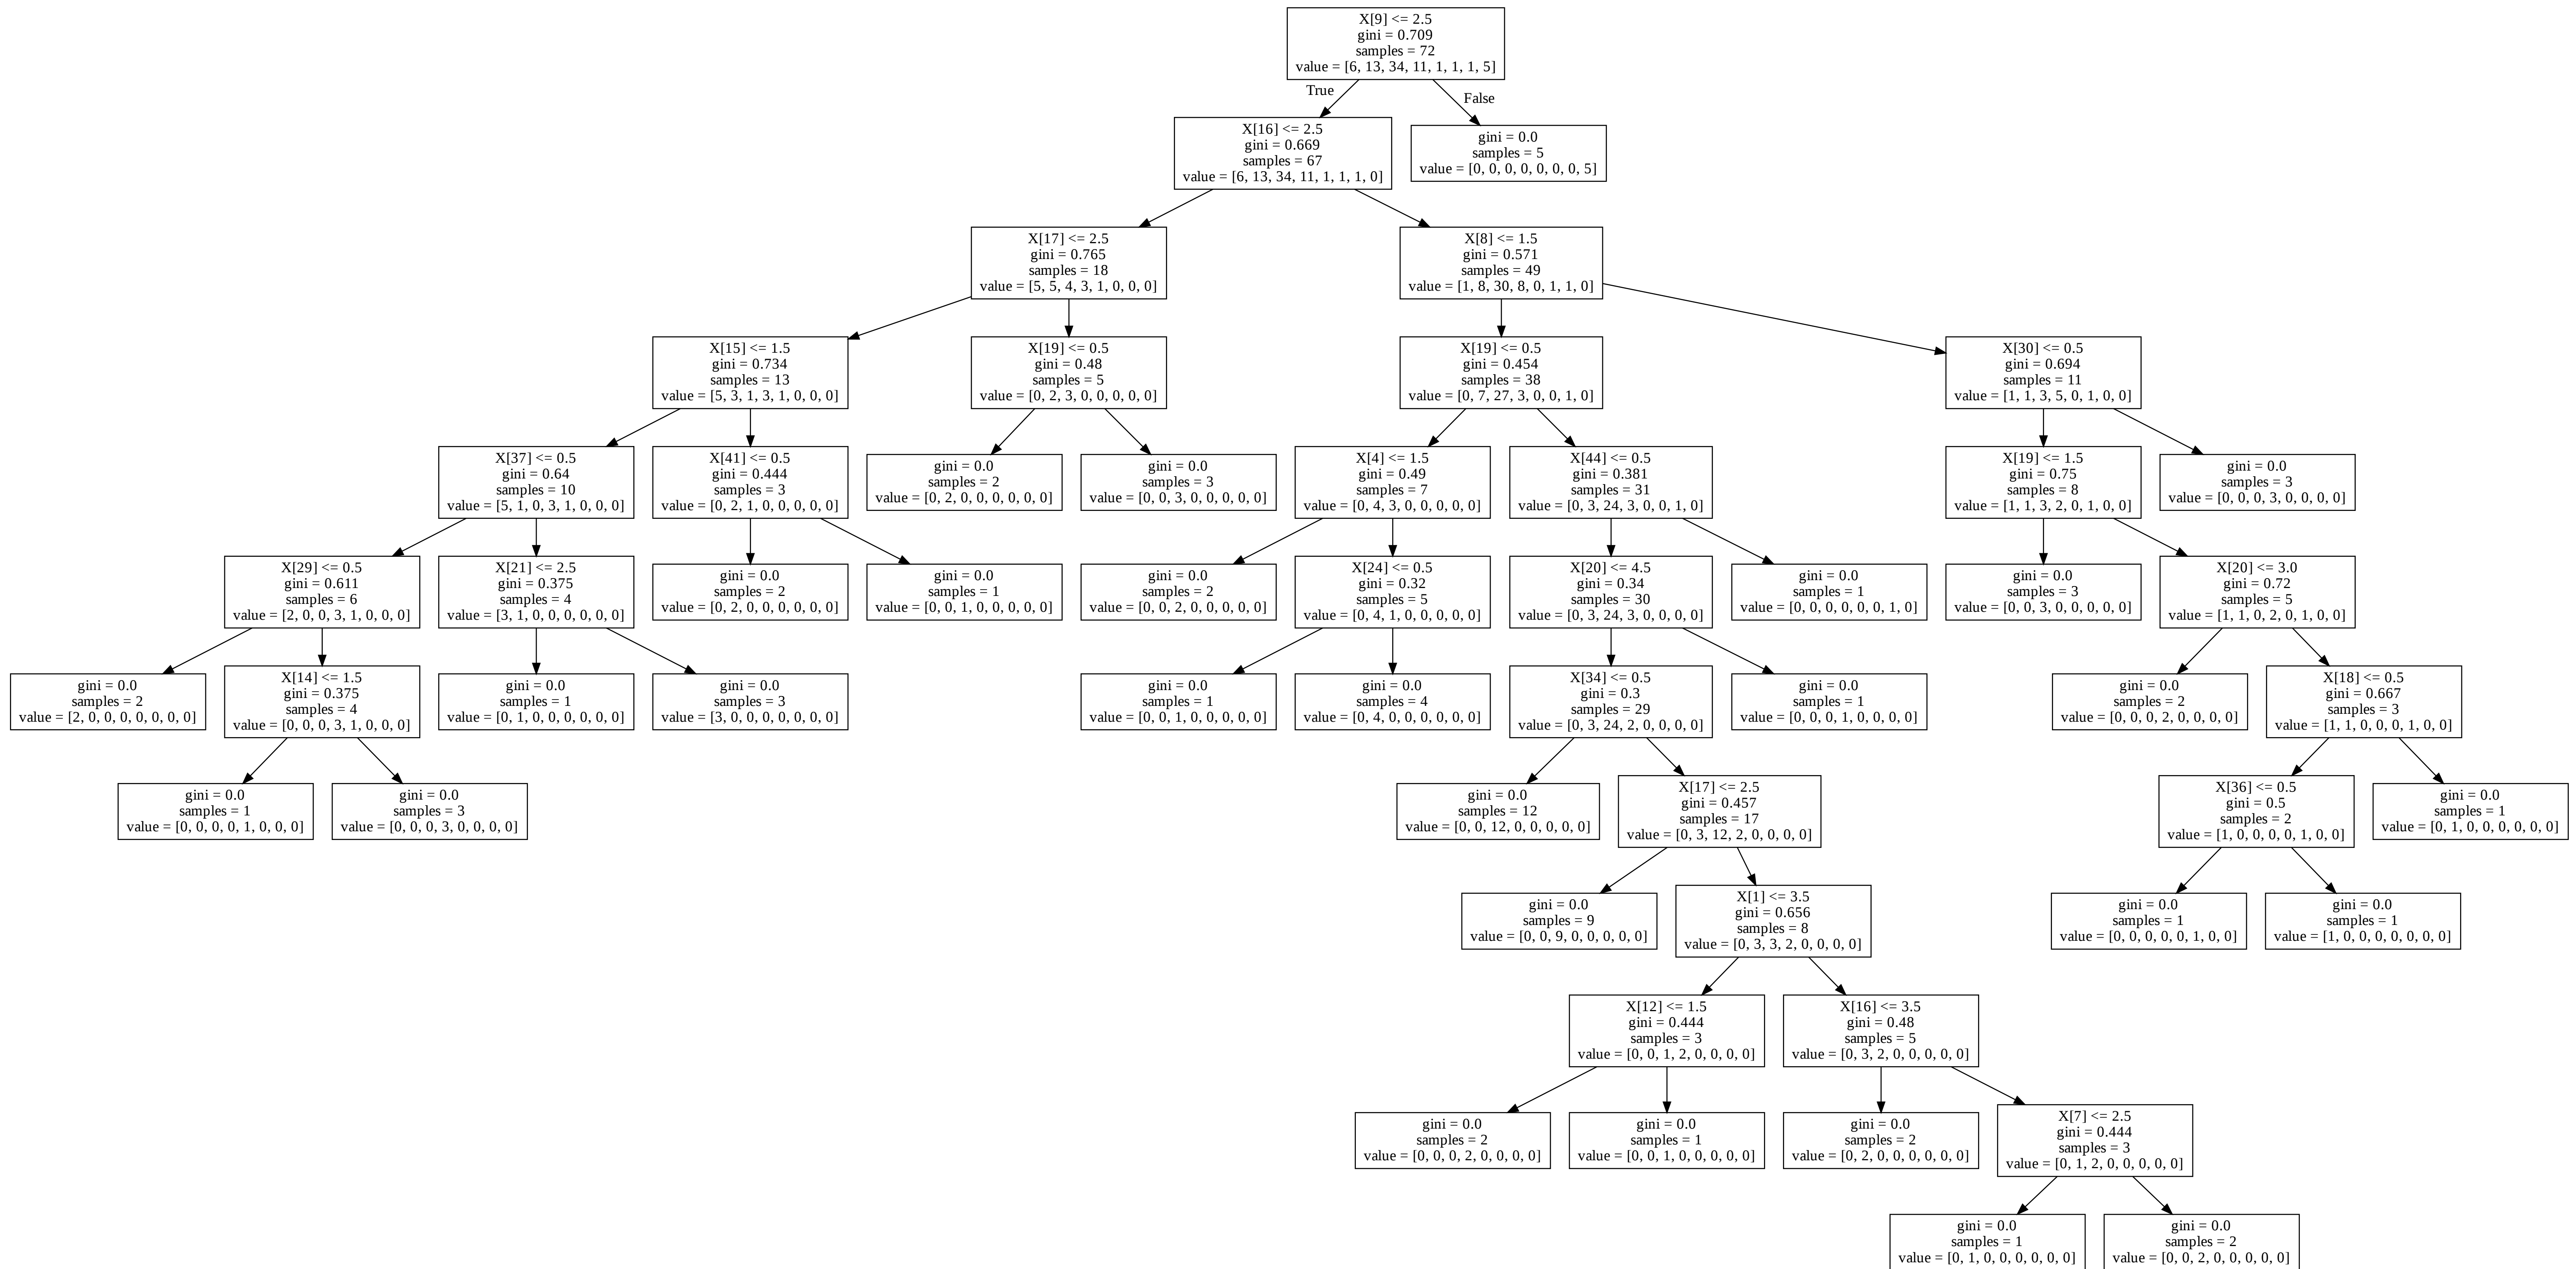 X[9] <= 2.5
gini = 0.709
samples = 72
value = [6, 13, 34, 11, 1, 1, 1, 5]
True
False
X[16] <= 2.5
gini = 0.669
samples = 67
value = [6, 13, 34, 11, 1, 1, 1, 0]
gini = 0.0
samples = 5
value = [0, 0, 0, 0, 0, 0, 0, 5]
X[17] <= 2.5
gini = 0.765
samples = 18
value = [5, 5, 4, 3, 1, 0, 0, 0]
X[8] <= 1.5
gini = 0.571
samples = 49
value = [1, 8, 30, 8, 0, 1, 1, 0]
X[15] <= 1.5
gini = 0.734
samples = 13
value = [5, 3, 1, 3, 1, 0, 0, 0]
X[19] <= 0.5
gini = 0.48
samples = 5
value = [0, 2, 3, 0, 0, 0, 0, 0]
X[19] <= 0.5
gini = 0.454
samples = 38
value = [0, 7, 27, 3, 0, 0, 1, 0]
X[30] <= 0.5
gini = 0.694
samples = 11
value = [1, 1, 3, 5, 0, 1, 0, 0]
X[37] <= 0.5
gini = 0.64
samples = 10
value = [5, 1, 0, 3, 1, 0, 0, 0]
X[41] <= 0.5
gini = 0.444
samples = 3
value = [0, 2, 1, 0, 0, 0, 0, 0]
gini = 0.0
samples = 2
value = [0, 2, 0, 0, 0, 0, 0, 0]
gini = 0.0
samples = 3
value = [0, 0, 3, 0, 0, 0, 0, 0]
X[4] <= 1.5
gini = 0.49
samples = 7
value = [0, 4, 3, 0, 0, 0, 0, 0]
X[44] <= 0.5
gini = 0.381
samples = 31
value = [0, 3, 24, 3, 0, 0, 1, 0]
X[19] <= 1.5
gini = 0.75
samples = 8
value = [1, 1, 3, 2, 0, 1, 0, 0]
gini = 0.0
samples = 3
value = [0, 0, 0, 3, 0, 0, 0, 0]
X[29] <= 0.5
gini = 0.611
samples = 6
value = [2, 0, 0, 3, 1, 0, 0, 0]
X[21] <= 2.5
gini = 0.375
samples = 4
value = [3, 1, 0, 0, 0, 0, 0, 0]
gini = 0.0
samples = 2
value = [0, 2, 0, 0, 0, 0, 0, 0]
gini = 0.0
samples = 1
value = [0, 0, 1, 0, 0, 0, 0, 0]
gini = 0.0
samples = 2
value = [0, 0, 2, 0, 0, 0, 0, 0]
X[24] <= 0.5
gini = 0.32
samples = 5
value = [0, 4, 1, 0, 0, 0, 0, 0]
X[20] <= 4.5
gini = 0.34
samples = 30
value = [0, 3, 24, 3, 0, 0, 0, 0]
gini = 0.0
samples = 1
value = [0, 0, 0, 0, 0, 0, 1, 0]
gini = 0.0
samples = 3
value = [0, 0, 3, 0, 0, 0, 0, 0]
X[20] <= 3.0
gini = 0.72
samples = 5
value = [1, 1, 0, 2, 0, 1, 0, 0]
gini = 0.0
samples = 2
value = [2, 0, 0, 0, 0, 0, 0, 0]
X[14] <= 1.5
gini = 0.375
samples = 4
value = [0, 0, 0, 3, 1, 0, 0, 0]
gini = 0.0
samples = 1
value = [0, 1, 0, 0, 0, 0, 0, 0]
gini = 0.0
samples = 3
value = [3, 0, 0, 0, 0, 0, 0, 0]
gini = 0.0
samples = 1
value = [0, 0, 1, 0, 0, 0, 0, 0]
gini = 0.0
samples = 4
value = [0, 4, 0, 0, 0, 0, 0, 0]
X[34] <= 0.5
gini = 0.3
samples = 29
value = [0, 3, 24, 2, 0, 0, 0, 0]
gini = 0.0
samples = 1
value = [0, 0, 0, 1, 0, 0, 0, 0]
gini = 0.0
samples = 2
value = [0, 0, 0, 2, 0, 0, 0, 0]
X[18] <= 0.5
gini = 0.667
samples = 3
value = [1, 1, 0, 0, 0, 1, 0, 0]
gini = 0.0
samples = 1
value = [0, 0, 0, 0, 1, 0, 0, 0]
gini = 0.0
samples = 3
value = [0, 0, 0, 3, 0, 0, 0, 0]
gini = 0.0
samples = 12
value = [0, 0, 12, 0, 0, 0, 0, 0]
X[17] <= 2.5
gini = 0.457
samples = 17
value = [0, 3, 12, 2, 0, 0, 0, 0]
X[36] <= 0.5
gini = 0.5
samples = 2
value = [1, 0, 0, 0, 0, 1, 0, 0]
gini = 0.0
samples = 1
value = [0, 1, 0, 0, 0, 0, 0, 0]
gini = 0.0
samples = 9
value = [0, 0, 9, 0, 0, 0, 0, 0]
X[1] <= 3.5
gini = 0.656
samples = 8
value = [0, 3, 3, 2, 0, 0, 0, 0]
gini = 0.0
samples = 1
value = [0, 0, 0, 0, 0, 1, 0, 0]
gini = 0.0
samples = 1
value = [1, 0, 0, 0, 0, 0, 0, 0]
X[12] <= 1.5
gini = 0.444
samples = 3
value = [0, 0, 1, 2, 0, 0, 0, 0]
X[16] <= 3.5
gini = 0.48
samples = 5
value = [0, 3, 2, 0, 0, 0, 0, 0]
gini = 0.0
samples = 2
value = [0, 0, 0, 2, 0, 0, 0, 0]
gini = 0.0
samples = 1
value = [0, 0, 1, 0, 0, 0, 0, 0]
gini = 0.0
samples = 2
value = [0, 2, 0, 0, 0, 0, 0, 0]
X[7] <= 2.5
gini = 0.444
samples = 3
value = [0, 1, 2, 0, 0, 0, 0, 0]
gini = 0.0
samples = 1
value = [0, 1, 0, 0, 0, 0, 0, 0]
gini = 0.0
samples = 2
value = [0, 0, 2, 0, 0, 0, 0, 0]